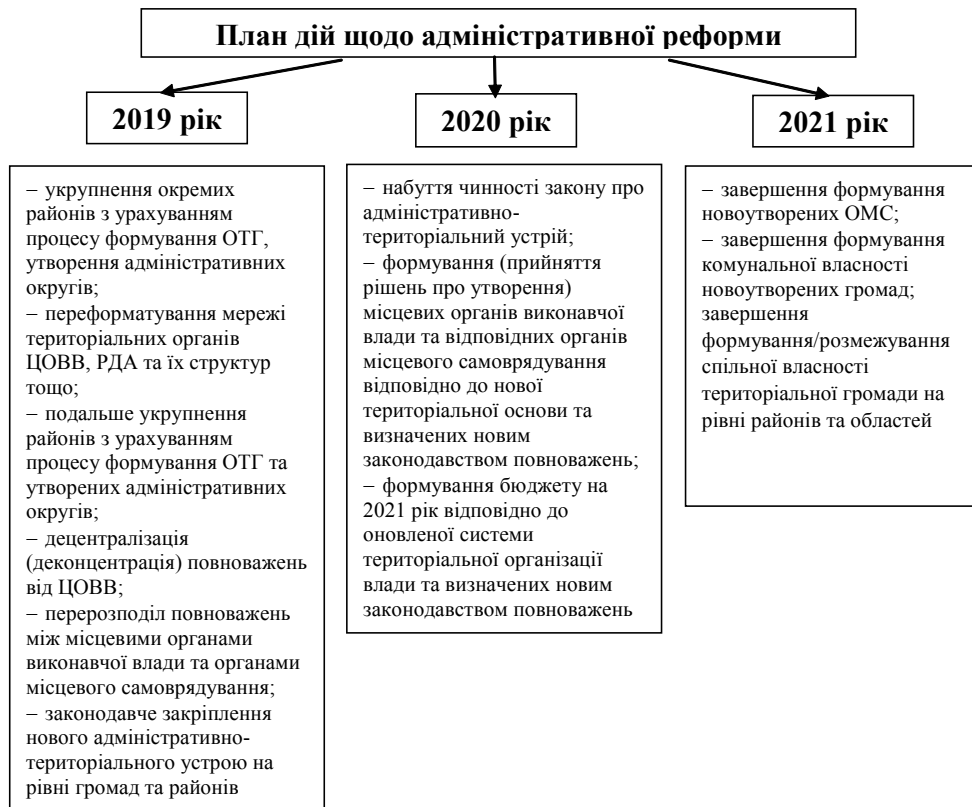 План дій щодо адміністративної реформи
2019 рік
2020 рік
2021 рік
– укрупнення окремих
районів з урахуванням
процесу формування ОТГ,
утворення адміністративних
округів;
– переформатування мережі
територіальних органів
ЦОВВ, РДА та їх структур
тощо;
– подальше укрупнення
районів з урахуванням
процесу формування ОТГ та
утворених адміністративних
округів;
– децентралізація
(деконцентрація) повноважень
від ЦОВВ;
– перерозподіл повноважень
між місцевими органами
виконавчої влади та органами
місцевого самоврядування;
– законодавче закріплення
нового адміністративно-
територіального устрою на
рівні громад та районів
– набуття чинності закону про
адміністративно-
територіальний устрій;
– формування (прийняття
рішень про утворення)
місцевих органів виконавчої
влади та відповідних органів
місцевого самоврядування
відповідно до нової
територіальної основи та
визначених новим
законодавством повноважень;
– формування бюджету на
2021 рік відповідно до
оновленої системи
територіальної організації
влади та визначених новим
законодавством повноважень
– завершення формування
новоутворених ОМС;
– завершення формування
комунальної власності
новоутворених громад;
завершення
формування/розмежування
спільної власності
територіальної громади на
рівні районів та областей